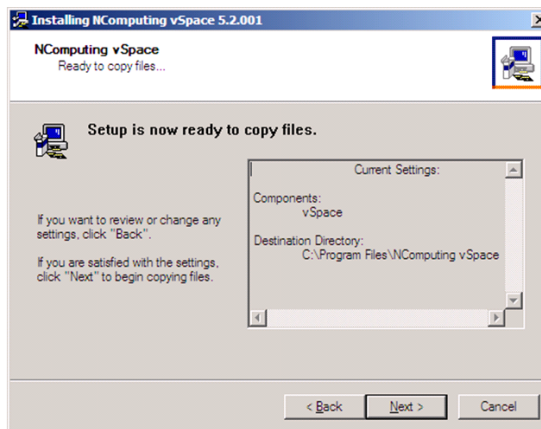 Installing NComputing vSpace 5.2.001
NComputing vSpace
Ready to copy files...
Setup is now ready to copy files.
If you want to review or change any
settings, click "Back".
If you are satisfied with the settings,
click "Next" to begin copying files.
Current Settings:
Components:
vSpace
Destination Directory:
C:\Program Files\NComputing vSpace
< Back
Next >
Cancel